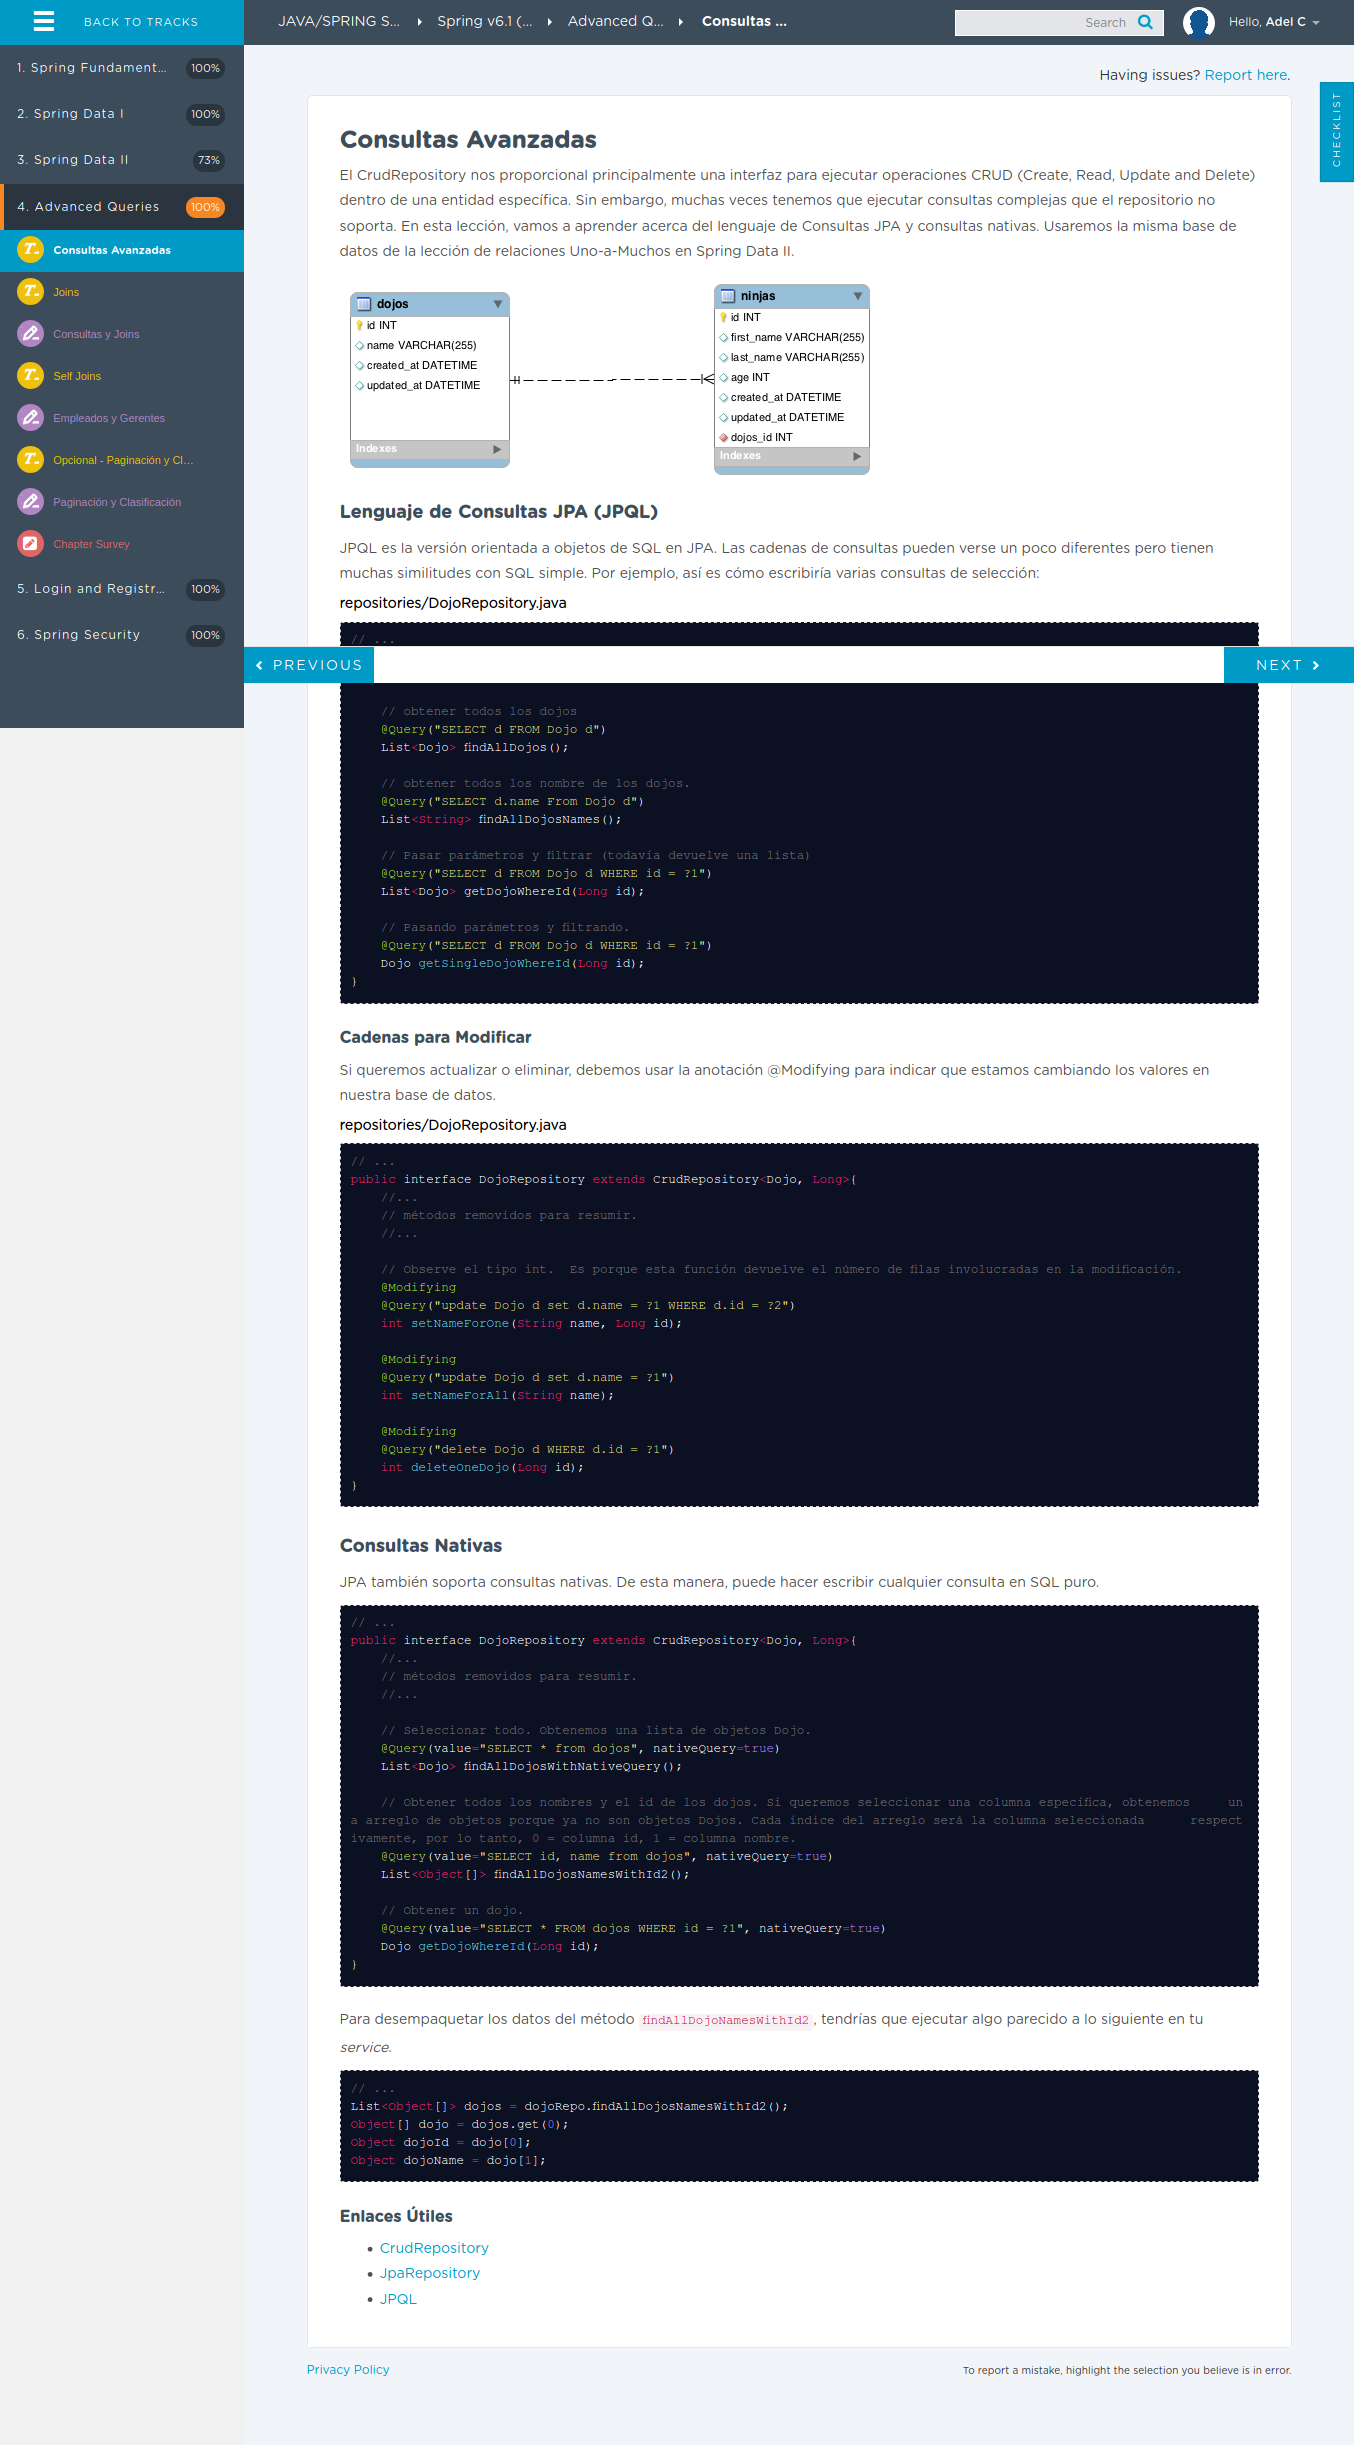 BACK TO TRACKS
JAVA/SPRING S... Spring v6.1 (... Advanced Q... Consultas ...
Search
Hello, Adel C
1. Spring Fundament... 100%
2. Spring Data I 100%
3. Spring Data II 73%
4. Advanced Queries 100%
Consultas Avanzadas
Joins
Consultas y Joins
Self Joins
Empleados y Gerentes
Opcional - Paginación y Cl...
Paginación y Clasificación
Chapter Survey
5. Login and Registr... 100%
6. Spring Security 100%
Having issues? Report here.
CHECKLIST
Consultas Avanzadas
El CrudRepository nos proporcional principalmente una interfaz para ejecutar operaciones CRUD (Create, Read, Update and Delete)
dentro de una entidad específica. Sin embargo, muchas veces tenemos que ejecutar consultas complejas que el repositorio no
soporta. En esta lección, vamos a aprender acerca del lenguaje de Consultas JPA y consultas nativas. Usaremos la misma base de
datos de la lección de relaciones Uno-a-Muchos en Spring Data II.
dojos
id INT
name VARCHAR(255)
created_at DATETIME
updated_at DATETIME
Indexes
ninjas
id INT
first_name VARCHAR(255)
last_name VARCHAR(255)
age INT
created_at DATETIME
updated_at DATETIME
dojos_id INT
Indexes
Lenguaje de Consultas JPA (JPQL)
JPQL es la versión orientada a objetos de SQL en JPA. Las cadenas de consultas pueden verse un poco diferentes pero tienen
muchas similitudes con SQL simple. Por ejemplo, así es cómo escribiría varias consultas de selección:
repositories/DojoRepository.java
// ...
PREVIOUS
NEXT
// obtener todos los dojos
@Query("SELECT d FROM Dojo d")
List<Dojo> findAllDojos();
// obtener todos los nombre de los dojos.
@Query("SELECT d.name From Dojo d")
List<String> findAllDojosNames();
// Pasar parámetros y filtrar (todavía devuelve una lista)
@Query("SELECT d FROM Dojo d WHERE id = ?1")
List<Dojo> getDojoWhereId(Long id);
// Pasando parámetros y filtrando.
@Query("SELECT d FROM Dojo d WHERE id = ?1")
Dojo getSingleDojoWhereId(Long id);
}
Cadenas para Modificar
Si queremos actualizar o eliminar, debemos usar la anotación @Modifying para indicar que estamos cambiando los valores en
nuestra base de datos.
repositories/DojoRepository.java
// ...
public interface DojoRepository extends CrudRepository<Dojo, Long>{
//...
// métodos removidos para resumir.
//...
// Observe el tipo int.  Es porque esta función devuelve el número de filas involucradas en la modificación.
@Modifying
@Query("update Dojo d set d.name = ?1 WHERE d.id = ?2")
int setNameForOne(String name, Long id);
@Modifying
@Query("update Dojo d set d.name = ?1")
int setNameForAll(String name);
@Modifying
@Query("delete Dojo d WHERE d.id = ?1")
int deleteOneDojo(Long id);
}
Consultas Nativas
JPA también soporta consultas nativas. De esta manera, puede hacer escribir cualquier consulta en SQL puro.
// ...
public interface DojoRepository extends CrudRepository<Dojo, Long>{
//...
// métodos removidos para resumir.
//...
// Seleccionar todo. Obtenemos una lista de objetos Dojo.
@Query(value="SELECT * from dojos", nativeQuery=true)
List<Dojo> findAllDojosWithNativeQuery();
// Obtener todos los nombres y el id de los dojos. Si queremos seleccionar una columna específica, obtenemos     un
a arreglo de objetos porque ya no son objetos Dojos. Cada índice del arreglo será la columna seleccionada      respect
ivamente, por lo tanto, 0 = columna id, 1 = columna nombre.
@Query(value="SELECT id, name from dojos", nativeQuery=true)
List<Object[]> findAllDojosNamesWithId2();
// Obtener un dojo.
@Query(value="SELECT * FROM dojos WHERE id = ?1", nativeQuery=true)
Dojo getDojoWhereId(Long id);
}
Para desempaquetar los datos del método findAllDojoNamesWithId2, tendrías que ejecutar algo parecido a lo siguiente en tu
service.
// ...
List<Object[]> dojos = dojoRepo.findAllDojosNamesWithId2();
Object[] dojo = dojos.get(0);
Object dojoId = dojo[0];
Object dojoName = dojo[1];
Enlaces Útiles
• CrudRepository
• JpaRepository
• JPQL
Privacy Policy
To report a mistake, highlight the selection you believe is in error.